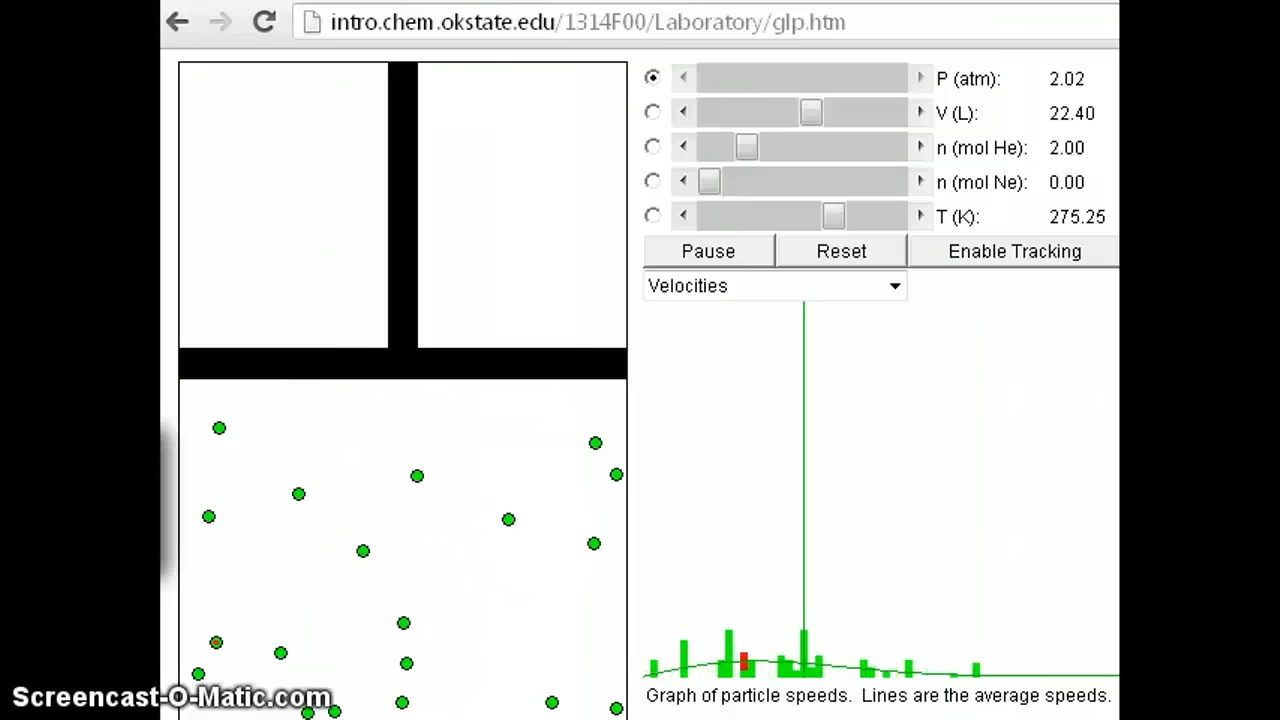 intro.chem.okstate.edu/1314F00/Laboratory/glp.htm
P (atm): 2.02
V (L): 22.40
n (mol He): 2.00
n (mol Ne): 0.00
T (K): 275.25
Pause Reset Enable Tracking
Velocities
Graph of particle speeds. Lines are the average speeds.
Screencast-O-Matic.com